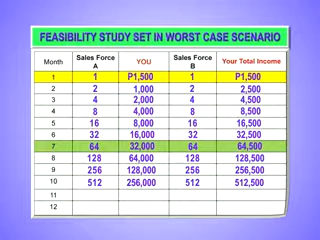 FEASIBILITY STUDY SET IN WORST CASE SCENARIO
Month Sales Force A YOU Sales Force B Your Total Income
1 1 P1,500 1 P1,500
2 2 1,000 2 2,500
3 4 2,000 4 4,500
4 8 4,000 8 8,500
5 16 8,000 16 16,500
6 32 16,000 32 32,500
7 64 32,000 64 64,500
8 128 64,000 128 128,500
9 256 128,000 256 256,500
10 512 256,000 512 512,500
11
12